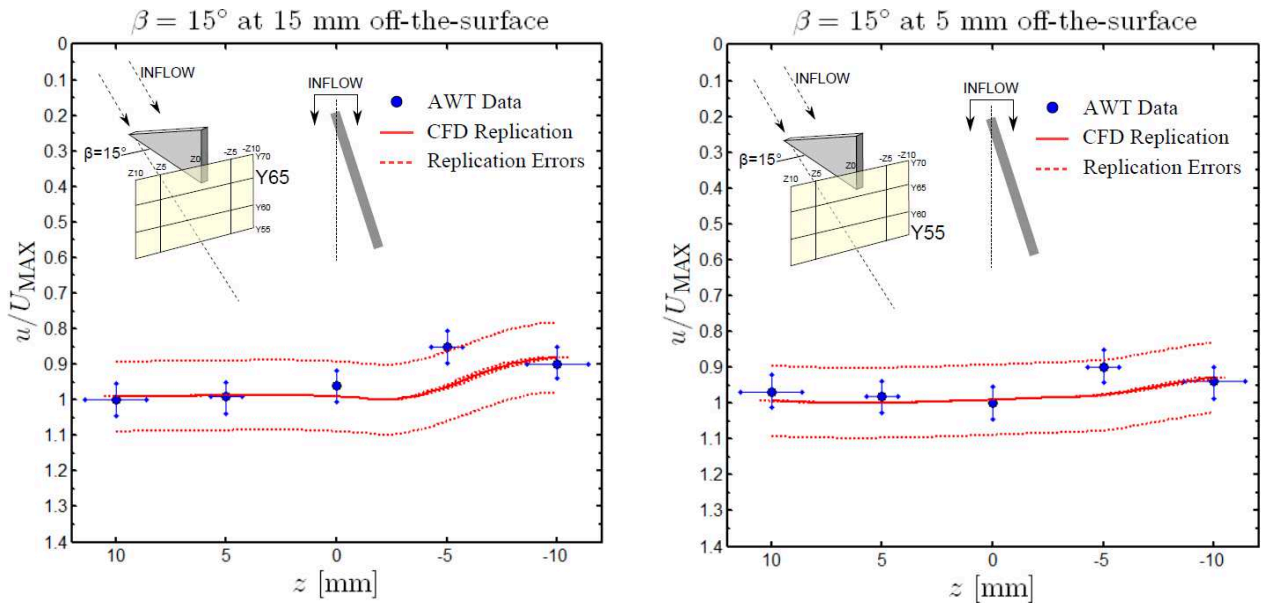 β = 15° at 15 mm off-the-surface
0
0.1
0.2
0.3
0.4
0.5
0.6
0.7
0.8
0.9
1
1.1
1.2
1.3
1.4
u/U_MAX
INFLOW
β=15°
Z10
Z5
Z0
-Z5
-Z10
Y70
Y65
Y60
Y55
INFLOW
AWT Data
CFD Replication
Replication Errors
10
5
0
-5
-10
z [mm]
β = 15° at 5 mm off-the-surface
0
0.1
0.2
0.3
0.4
0.5
0.6
0.7
0.8
0.9
1
1.1
1.2
1.3
1.4
u/U_MAX
INFLOW
β=15°
Z10
Z5
Z0
-Z5
-Z10
Y70
Y65
Y60
Y55
INFLOW
AWT Data
CFD Replication
Replication Errors
10
5
0
-5
-10
z [mm]